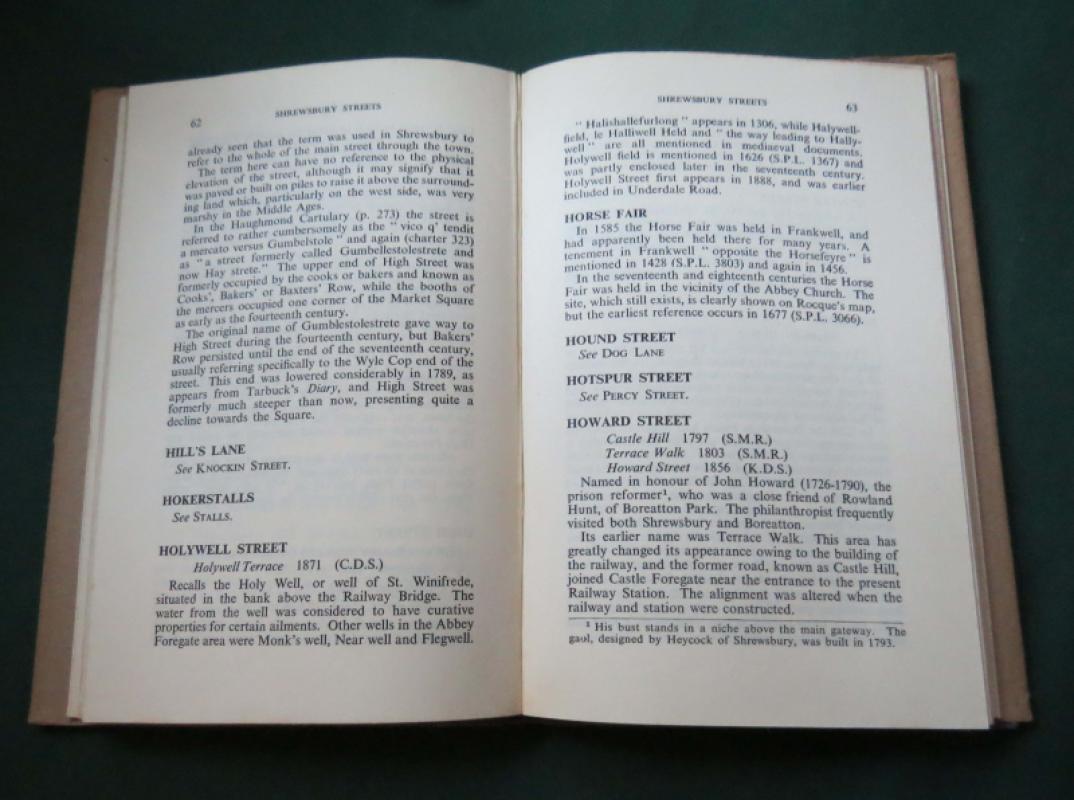 62
SHREWSBURY STREETS
already seen that the term was used in Shrewsbury to
refer to the whole of the main street through the town.
The term here can have no reference to the physical
elevation of the street, although it may signify that it
was paved or built on piles to raise it above the surround-
ing land which, particularly on the west side, was very
marshy in the Middle Ages.
In the Haughmond Cartulary (p. 273) the street is
referred to rather cumbersomely as the “ vico q' tendit
a mercato versus Gumbelstole ” and again (charter 323)
as “ a street formerly called Gumbellestolestrete and
now Hay strete.” The upper end of High Street was
formerly occupied by the cooks or bakers and known as
Cooks', Bakers' or Baxters' Row, while the booths of
the mercers occupied one corner of the Market Square
as early as the fourteenth century.
The original name of Gumblestolestrete gave way to
High Street during the fourteenth century, but Bakers'
Row persisted until the end of the seventeenth century,
usually referring specifically to the Wyle Cop end of the
street. This end was lowered considerably in 1789, as
appears from Tarbuck's Diary, and High Street was
formerly much steeper than now, presenting quite a
decline towards the Square.
HILL'S LANE
See KNOCKIN STREET.
HOKERSTALLS
See STALLS.
HOLYWELL STREET
Holywell Terrace 1871 (C.D.S.)
Recalls the Holy Well, or well of St. Winifrede,
situated in the bank above the Railway Bridge. The
water from the well was considered to have curative
properties for certain ailments. Other wells in the Abbey
Foregate area were Monk's well, Near well and Flegwell.
SHREWSBURY STREETS
63
“ Halishallefurlong ” appears in 1306, while Halywell-
field, le Halliwell Held and “ the way leading to Hally-
well ” are all mentioned in mediaeval documents.
Holywell field is mentioned in 1626 (S.P.L. 1367) and
was partly enclosed later in the seventeenth century.
Holywell Street first appears in 1888, and was earlier
included in Underdale Road.
HORSE FAIR
In 1585 the Horse Fair was held in Frankwell, and
had apparently been held there for many years. A
tenement in Frankwell “ opposite the Horsefeyre ” is
mentioned in 1428 (S.P.L. 3803) and again in 1456.
In the seventeenth and eighteenth centuries the Horse
Fair was held in the vicinity of the Abbey Church. The
site, which still exists, is clearly shown on Rocque's map,
but the earliest reference occurs in 1677 (S.P.L. 3066).
HOUND STREET
See DOG LANE
HOTSPUR STREET
See PERCY STREET.
HOWARD STREET
Castle Hill 1797 (S.M.R.)
Terrace Walk 1803 (S.M.R.)
Howard Street 1856 (K.D.S.)
Named in honour of John Howard (1726-1790), the
prison reformer¹, who was a close friend of Rowland
Hunt, of Boreatton Park. The philanthropist frequently
visited both Shrewsbury and Boreatton.
Its earlier name was Terrace Walk. This area has
greatly changed its appearance owing to the building of
the railway, and the former road, known as Castle Hill,
joined Castle Foregate near the entrance to the present
Railway Station. The alignment was altered when the
railway and station were constructed.
¹ His bust stands in a niche above the main gateway. The
gaol, designed by Heycock of Shrewsbury, was built in 1793.